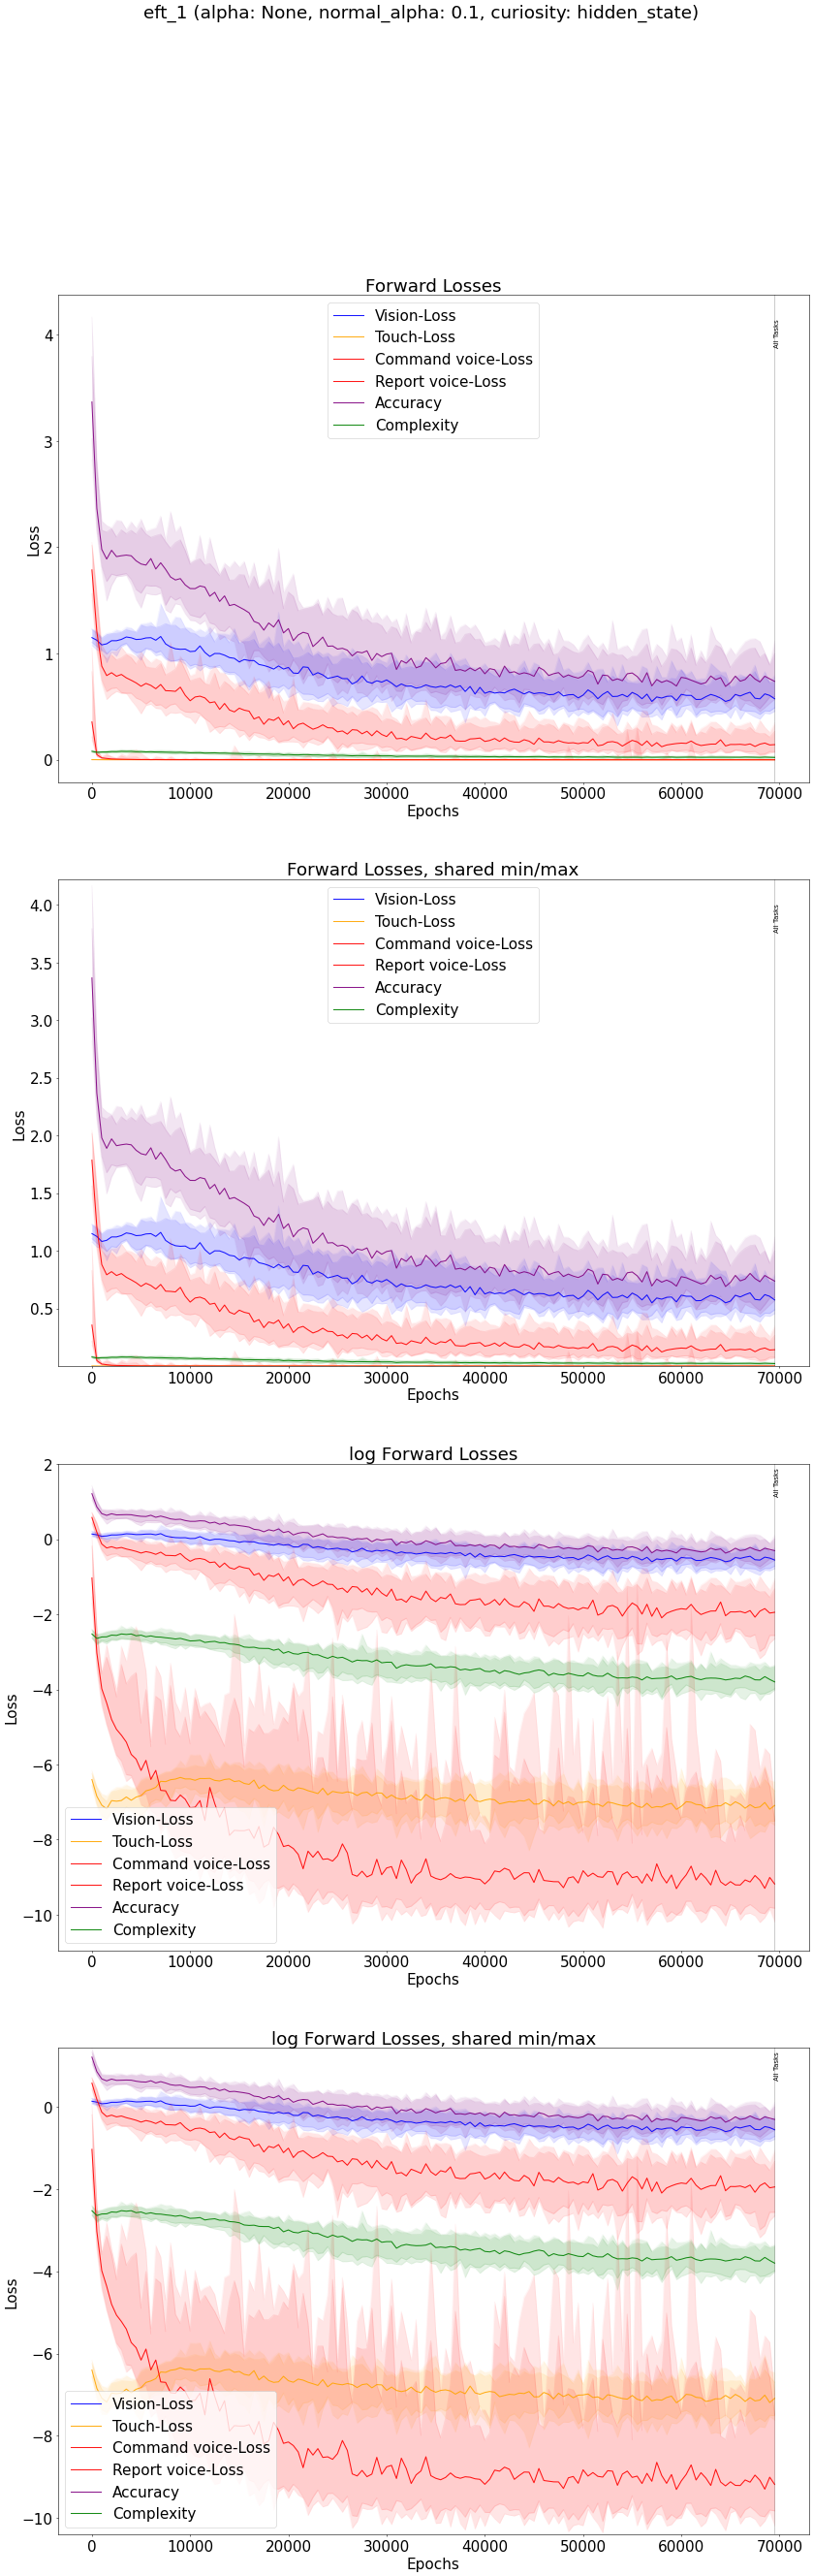 eft_1 (alpha: None, normal_alpha: 0.1, curiosity: hidden_state)
Forward Losses
Vision-Loss
Touch-Loss
Command voice-Loss
Report voice-Loss
Accuracy
Complexity
All Tasks
4
3
2
1
0
Loss
0 10000 20000 30000 40000 50000 60000 70000
Epochs
Forward Losses, shared min/max
Vision-Loss
Touch-Loss
Command voice-Loss
Report voice-Loss
Accuracy
Complexity
All Tasks
4.0
3.5
3.0
2.5
2.0
1.5
1.0
0.5
Loss
0 10000 20000 30000 40000 50000 60000 70000
Epochs
log Forward Losses
All Tasks
2
0
−2
−4
−6
−8
−10
Loss
Vision-Loss
Touch-Loss
Command voice-Loss
Report voice-Loss
Accuracy
Complexity
0 10000 20000 30000 40000 50000 60000 70000
Epochs
log Forward Losses, shared min/max
All Tasks
0
−2
−4
−6
−8
−10
Loss
Vision-Loss
Touch-Loss
Command voice-Loss
Report voice-Loss
Accuracy
Complexity
0 10000 20000 30000 40000 50000 60000 70000
Epochs